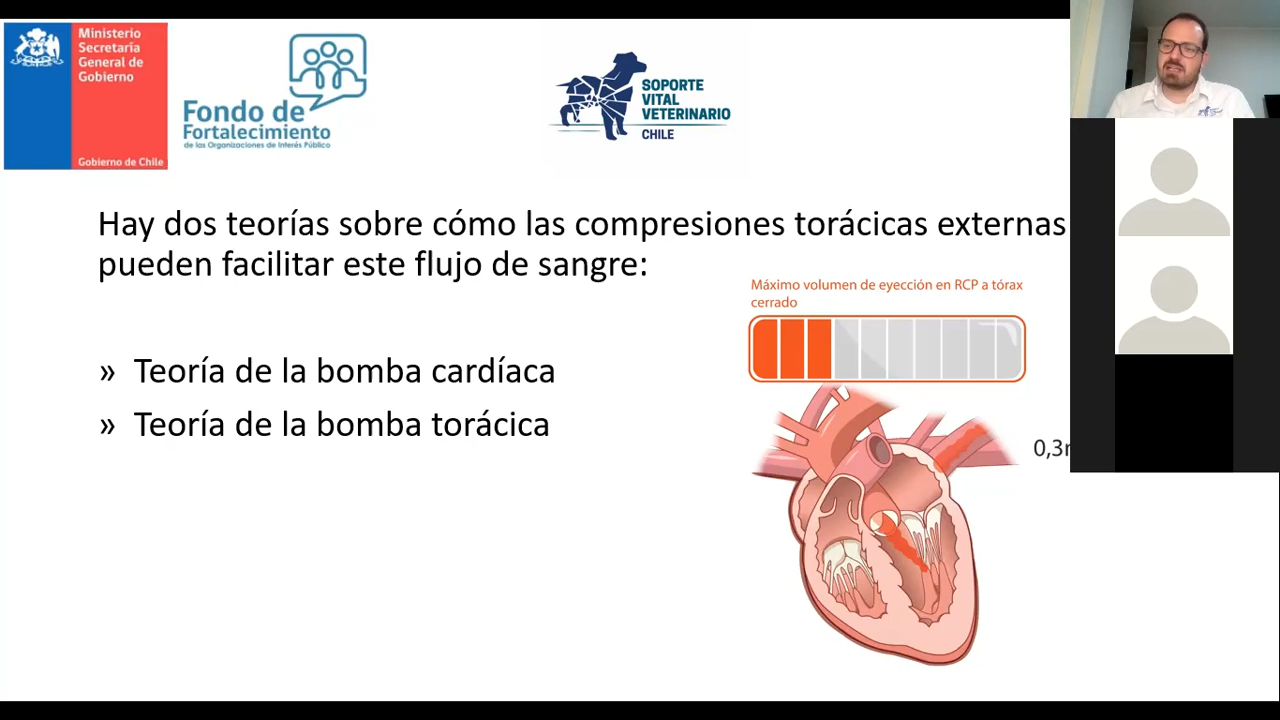 Ministerio
Secretaría
General de
Gobierno
Gobierno de Chile
Fondo de
Fortalecimiento
de las Organizaciones de Interés Público
SOPORTE
VITAL
VETERINARIO
CHILE
Hay dos teorías sobre cómo las compresiones torácicas externas
pueden facilitar este flujo de sangre:
» Teoría de la bomba cardíaca
» Teoría de la bomba torácica
Máximo volumen de eyección en RCP a tórax
cerrado